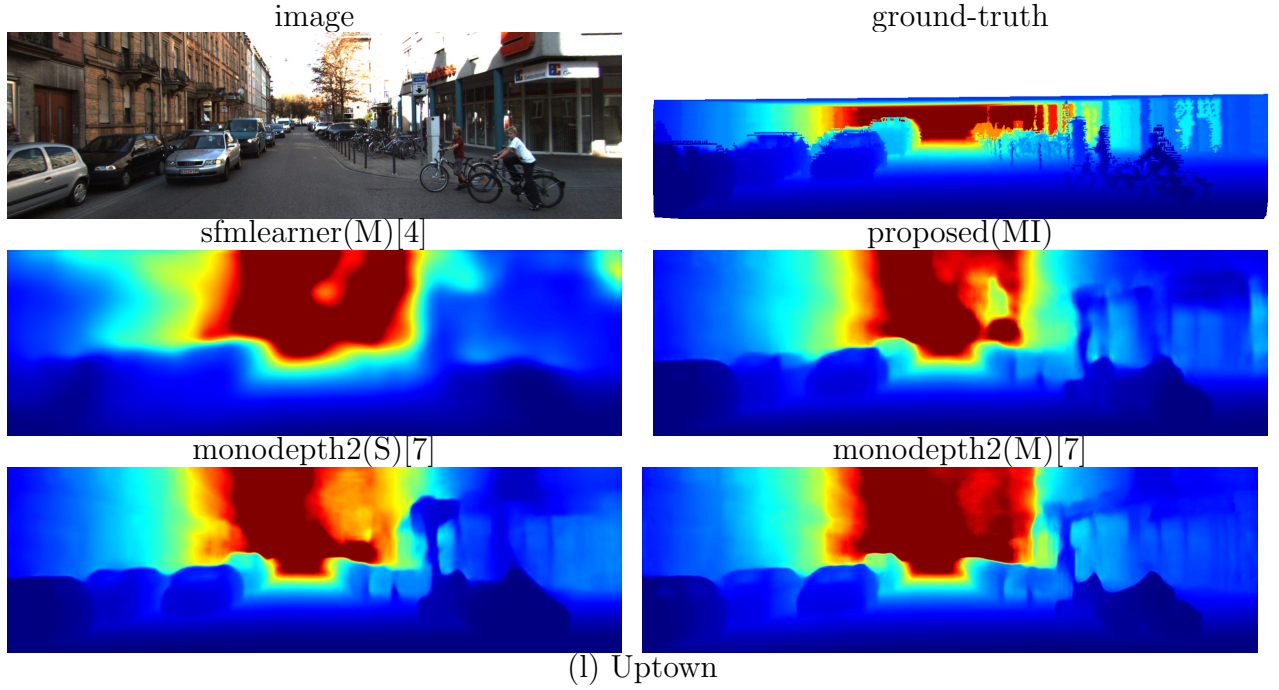 image
ground-truth
sfmlearner(M)[4]
proposed(MI)
monodepth2(S)[7]
monodepth2(M)[7]
(l) Uptown